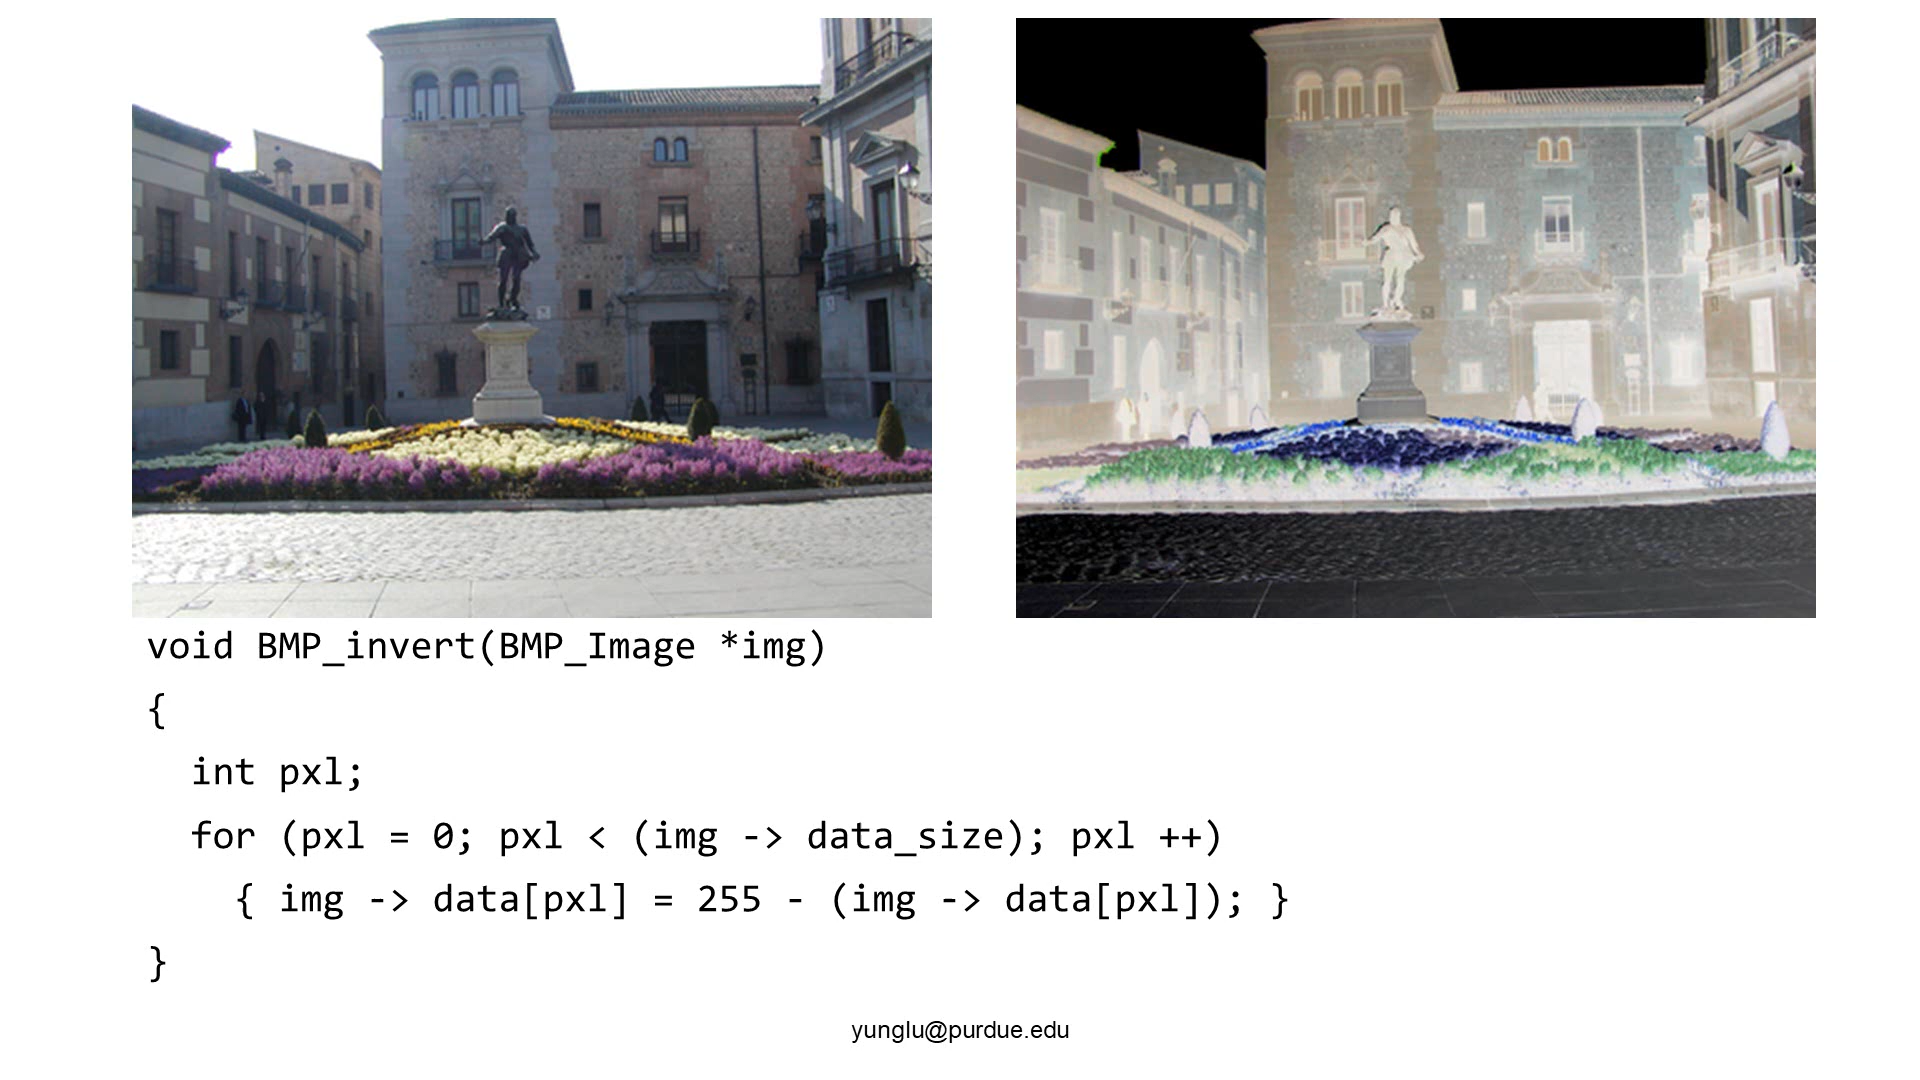 void BMP_invert(BMP_Image *img)
{
  int pxl;
  for (pxl = 0; pxl < (img -> data_size); pxl ++)
    { img -> data[pxl] = 255 - (img -> data[pxl]); }
}
yunglu@purdue.edu